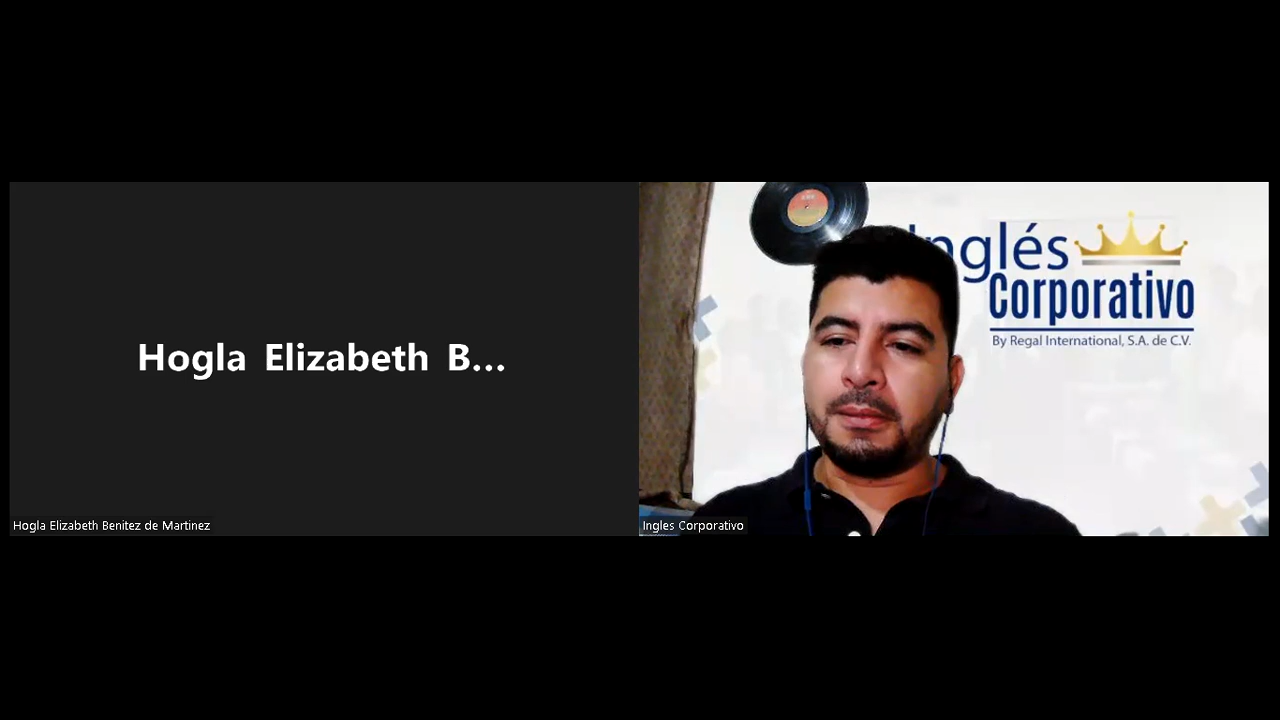 Hogla Elizabeth B...
Hogla Elizabeth Benitez de Martinez
Inglés
Corporativo
By Regal International, S.A. de C.V.
Ingles Corporativo